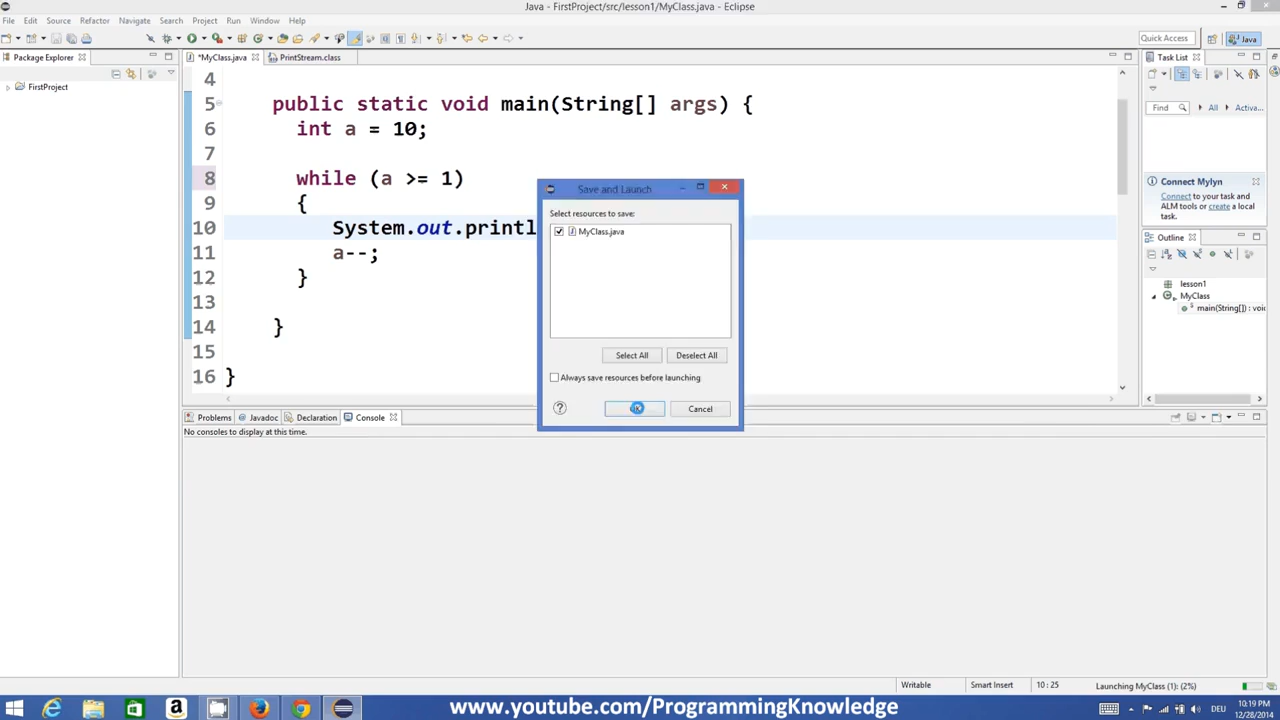 Java - FirstProject/src/lesson1/MyClass.java - Eclipse
File Edit Source Refactor Navigate Search Project Run Window Help
Quick Access
Java
Package Explorer
FirstProject
*MyClass.java
PrintStream.class
4
5 public static void main(String[] args) {
6 int a = 10;
7
8 while (a >= 1)
9 {
10 System.out.printl
11 a--;
12 }
13
14 }
15
16 }
Save and Launch
Select resources to save:
MyClass.java
Select All Deselect All
Always save resources before launching
Cancel
Task List
Find All Activa...
Connect Mylyn
Connect to your task and
ALM tools or create a local
task.
Outline
lesson1
MyClass
main(String[]) : voi
Problems Javadoc Declaration Console
No consoles to display at this time.
Writable Smart Insert 10 : 25 Launching MyClass (1): (2%)
www.youtube.com/ProgrammingKnowledge
DEU
10:19 PM
12/28/2014